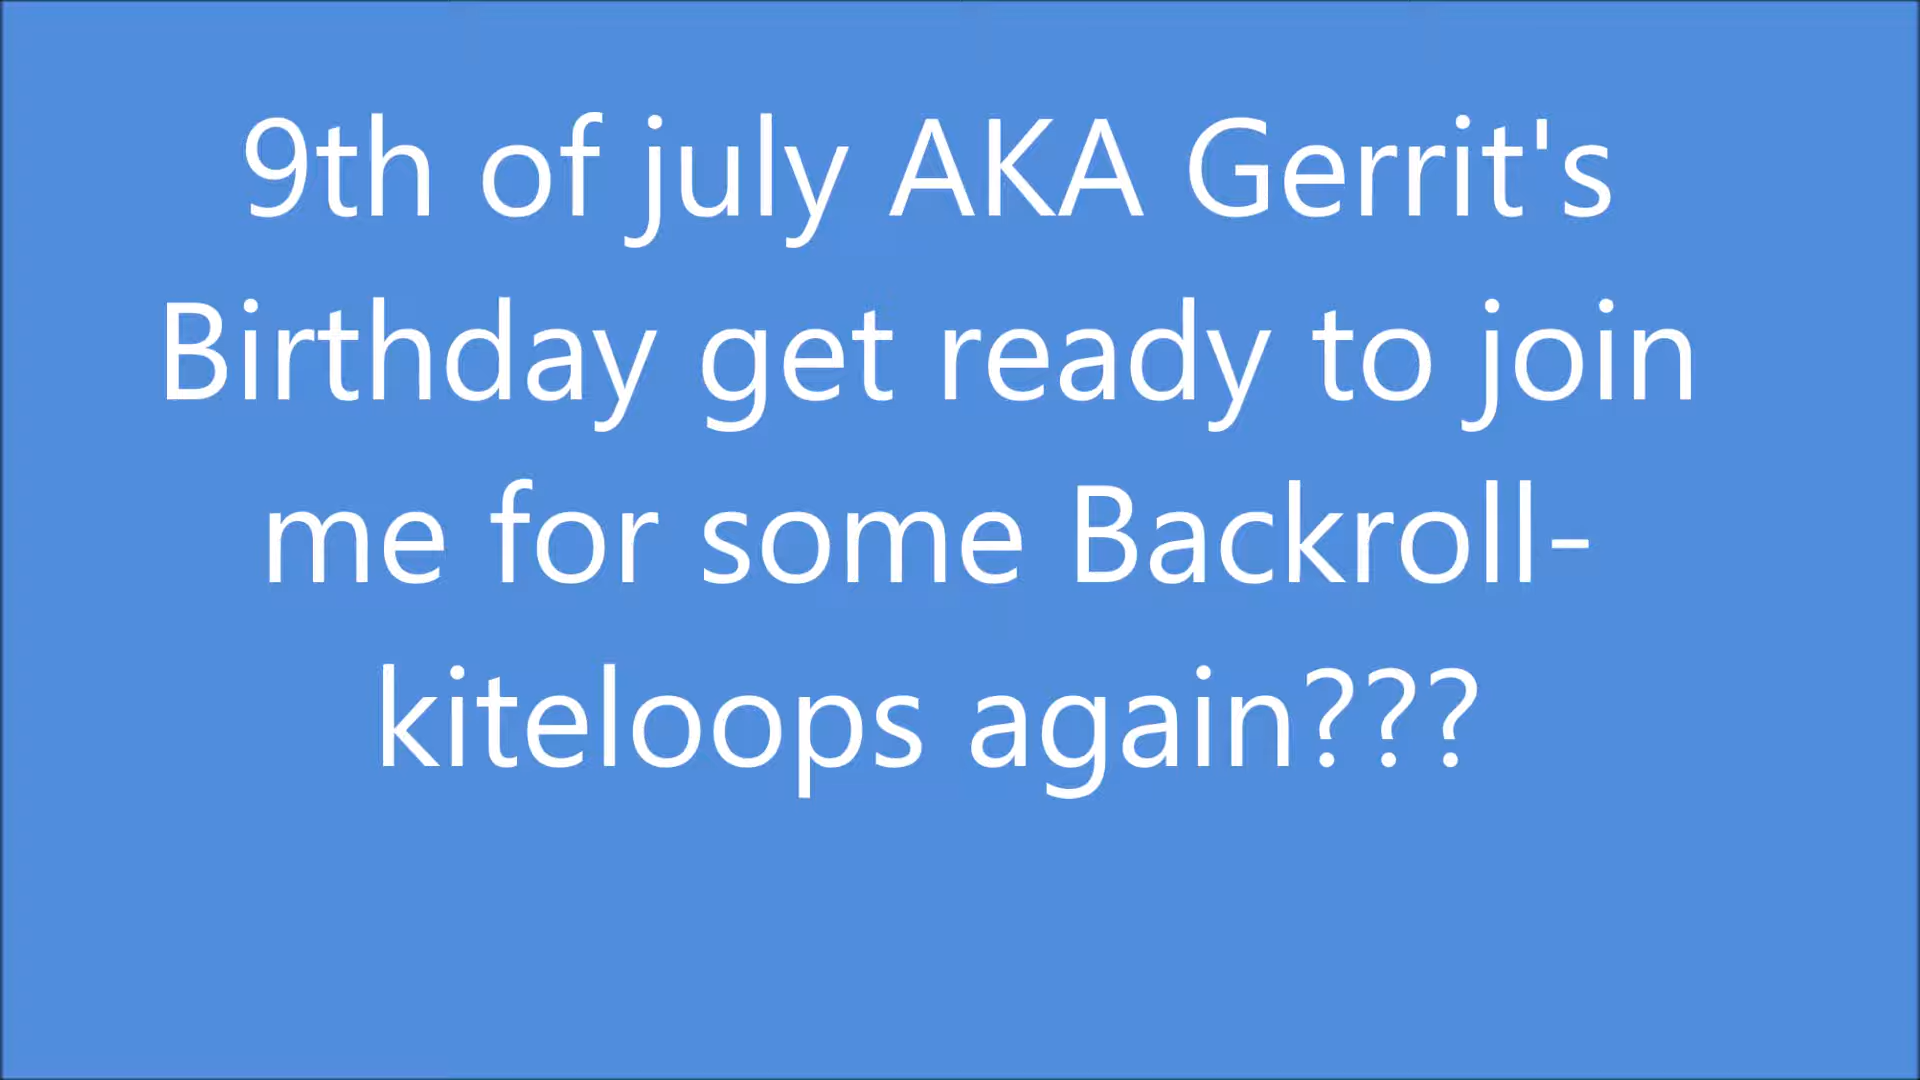 9th of july AKA Gerrit's
Birthday get ready to join
me for some Backroll-
kiteloops again???